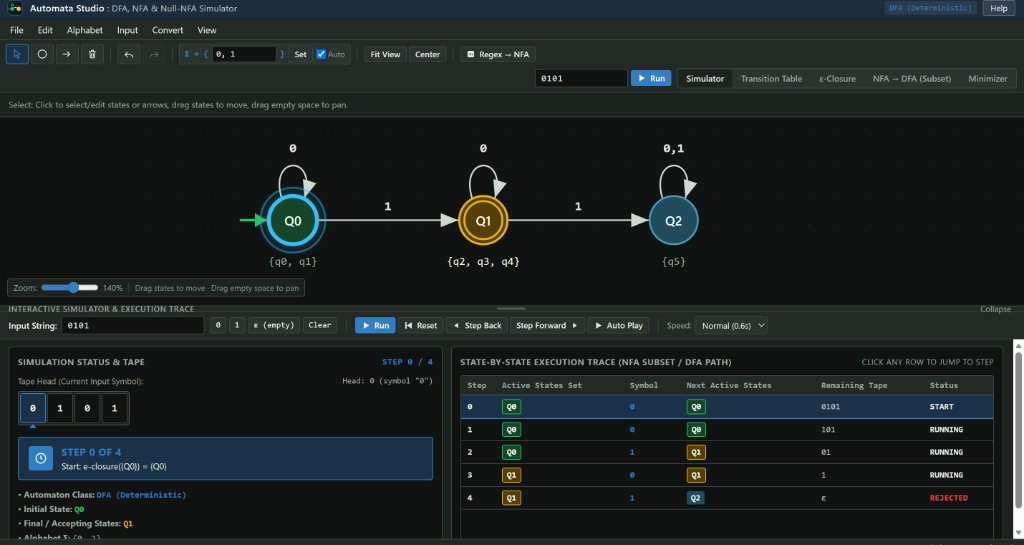 Automata Studio : DFA, NFA & Null-NFA Simulator
DFA (Deterministic)
Help
File Edit Alphabet Input Convert View
Σ = { 0, 1 } Set Auto Fit View Center Regex → NFA
0101 Run Simulator Transition Table ε-Closure NFA → DFA (Subset) Minimizer
Select: Click to select/edit states or arrows, drag states to move, drag empty space to pan.
0 0 0,1
Q0 1 Q1 1 Q2
{q0, q1} {q2, q3, q4} {q5}
Zoom: 140% Drag states to move · Drag empty space to pan
INTERACTIVE SIMULATOR & EXECUTION TRACE Collapse
Input String: 0101 0 1 ε (empty) Clear Run Reset Step Back Step Forward Auto Play Speed: Normal (0.6s)
SIMULATION STATUS & TAPE STEP 0 / 4
Tape Head (Current Input Symbol): Head: 0 (symbol "0")
0 1 0 1
STEP 0 OF 4
Start: ε-closure({Q0}) = {Q0}
• Automaton Class: DFA (Deterministic)
• Initial State: Q0
• Final / Accepting States: Q1
• Alphabet Σ: {0, 1}
STATE-BY-STATE EXECUTION TRACE (NFA SUBSET / DFA PATH) CLICK ANY ROW TO JUMP TO STEP
Step Active States Set Symbol Next Active States Remaining Tape Status
0 Q0 0 Q0 0101 START
1 Q0 0 Q0 101 RUNNING
2 Q0 1 Q1 01 RUNNING
3 Q1 0 Q1 1 RUNNING
4 Q1 1 Q2 ε REJECTED